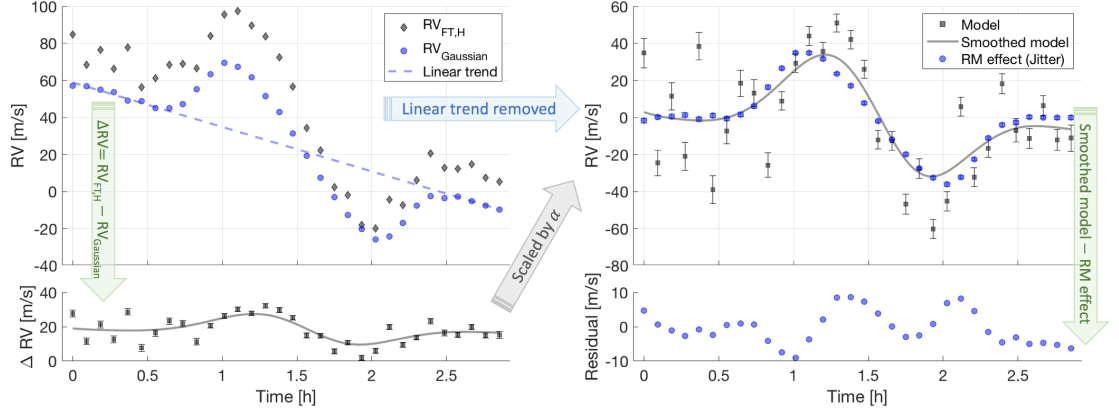 100
80
60
40
20
0
-20
-40
RV [m/s]
RV_FT,H
RV_Gaussian
Linear trend
ΔRV= RV_FT,H − RV_Gaussian
40
20
0
Δ RV [m/s]
0
0.5
1
1.5
2
2.5
Time [h]
Linear trend removed
Scaled by α
60
40
20
0
-20
-40
-60
-80
RV [m/s]
Model
Smoothed model
RM effect (Jitter)
Smoothed model − RM effect
10
0
-10
Residual [m/s]
0
0.5
1
1.5
2
2.5
Time [h]